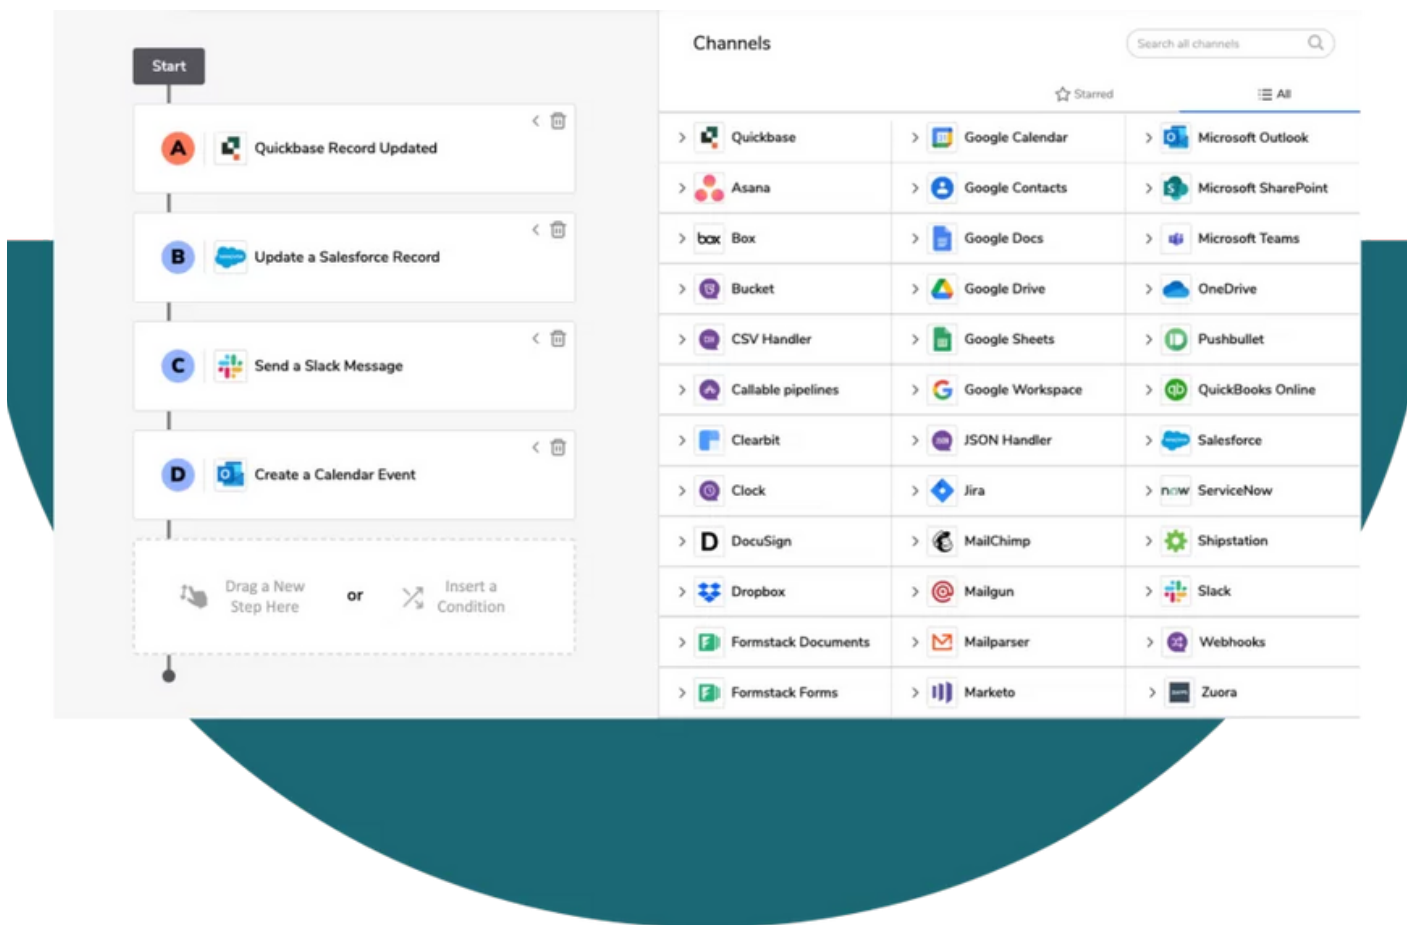 Start
A Quickbase Record Updated
B Update a Salesforce Record
C Send a Slack Message
D Create a Calendar Event
Drag a New
Step Here
or
Insert a
Condition
Channels
Search all channels
Starred
All
Quickbase
Google Calendar
Microsoft Outlook
Asana
Google Contacts
Microsoft SharePoint
box Box
Google Docs
Microsoft Teams
Bucket
Google Drive
OneDrive
CSV Handler
Google Sheets
Pushbullet
Callable pipelines
Google Workspace
qb QuickBooks Online
Clearbit
JSON JSON Handler
Salesforce
Clock
Jira
now ServiceNow
D DocuSign
MailChimp
Shipstation
Dropbox
Mailgun
Slack
Formstack Documents
Mailparser
Webhooks
Formstack Forms
Marketo
Zuora